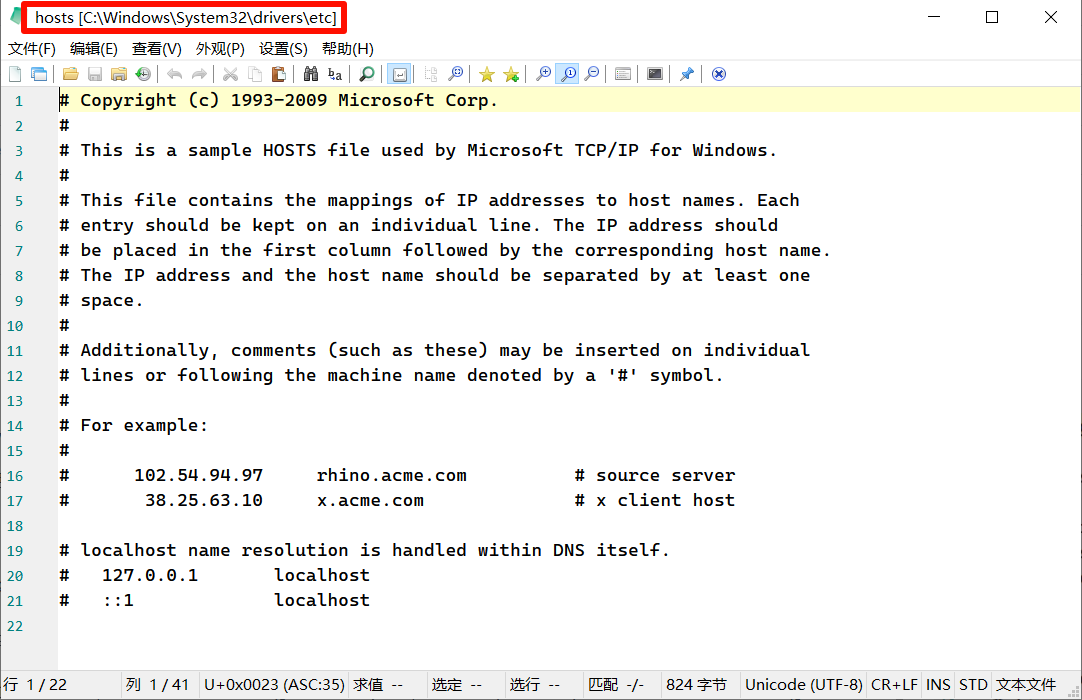 hosts [C:\Windows\System32\drivers\etc]
文件(F) 编辑(E) 查看(V) 外观(P) 设置(S) 帮助(H)
1 # Copyright (c) 1993-2009 Microsoft Corp.
2 #
3 # This is a sample HOSTS file used by Microsoft TCP/IP for Windows.
4 #
5 # This file contains the mappings of IP addresses to host names. Each
6 # entry should be kept on an individual line. The IP address should
7 # be placed in the first column followed by the corresponding host name.
8 # The IP address and the host name should be separated by at least one
9 # space.
10 #
11 # Additionally, comments (such as these) may be inserted on individual
12 # lines or following the machine name denoted by a '#' symbol.
13 #
14 # For example:
15 #
16 #      102.54.94.97     rhino.acme.com          # source server
17 #       38.25.63.10     x.acme.com              # x client host
18
19 # localhost name resolution is handled within DNS itself.
20 #   127.0.0.1       localhost
21 #   ::1             localhost
22
行 1 / 22 列 1 / 41 U+0x0023 (ASC:35) 求值 -- 选定 -- 选行 -- 匹配 -/- 824 字节 Unicode (UTF-8) CR+LF INS STD 文本文件